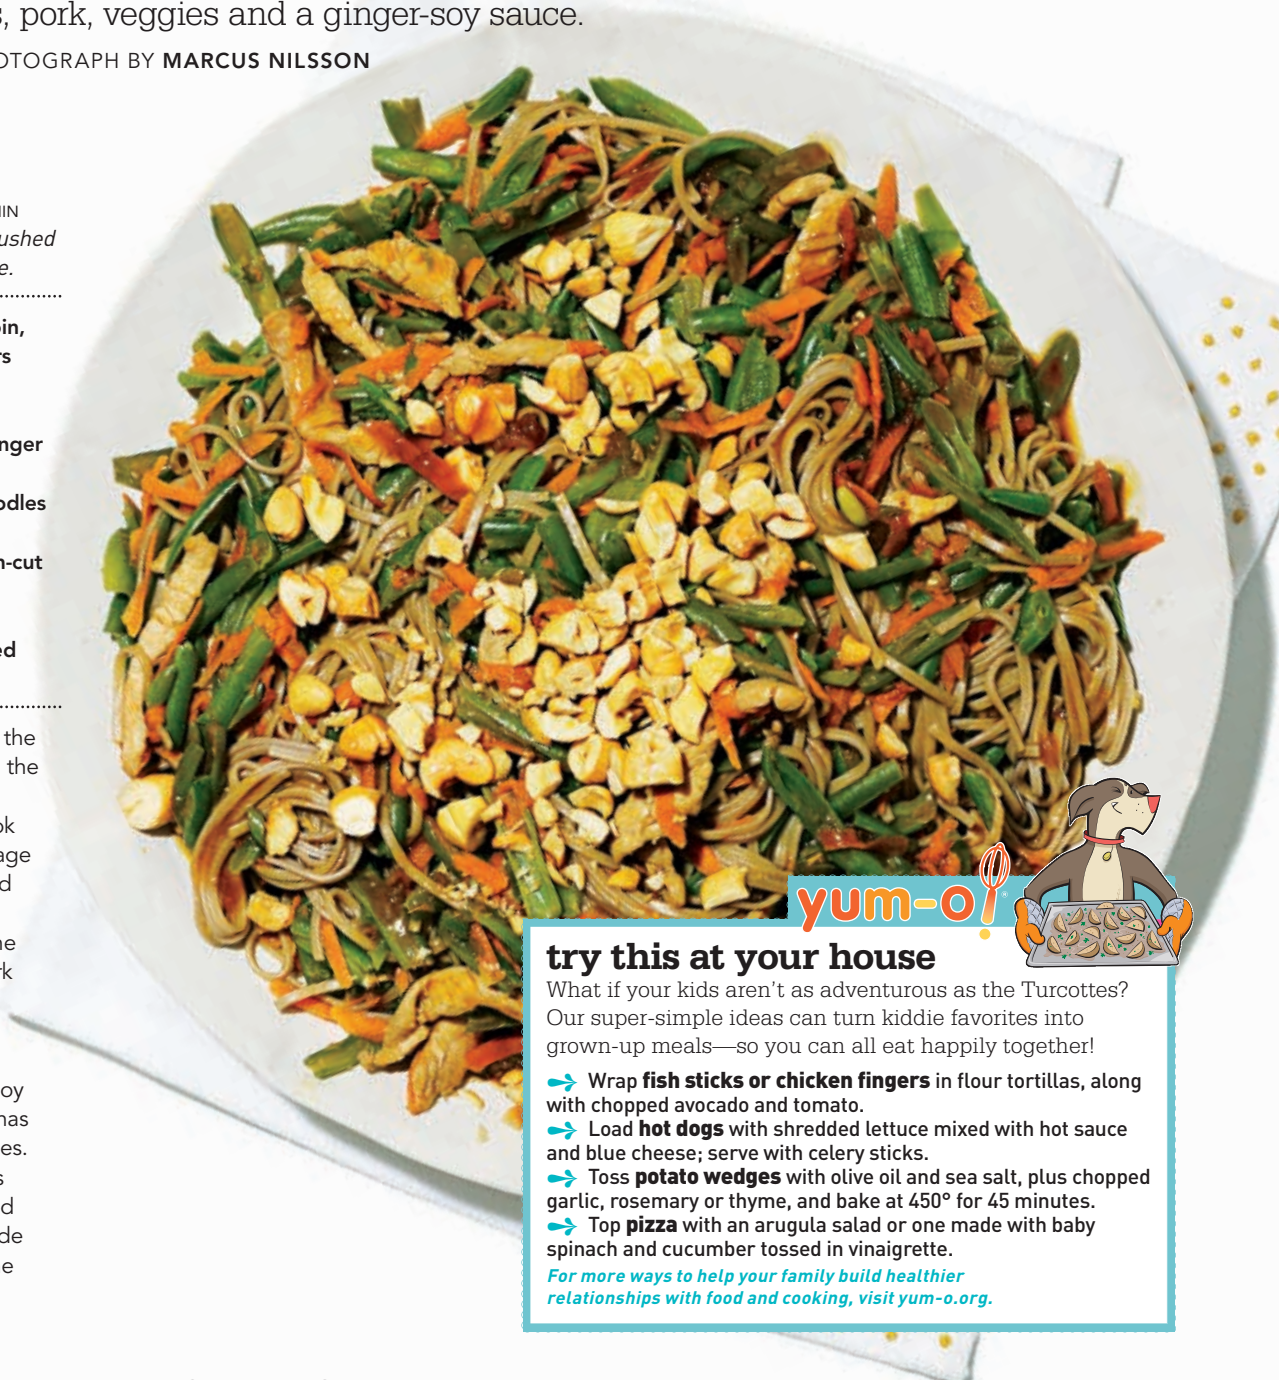 , pork, veggies and a ginger-soy sauce.
PHOTOGRAPH BY MARCUS NILSSON
e.
the
the
he
es.
yum-o!
try this at your house
What if your kids aren’t as adventurous as the Turcottes?
Our super-simple ideas can turn kiddie favorites into
grown-up meals—so you can all eat happily together!
Wrap fish sticks or chicken fingers in flour tortillas, along
with chopped avocado and tomato.
Load hot dogs with shredded lettuce mixed with hot sauce
and blue cheese; serve with celery sticks.
Toss potato wedges with olive oil and sea salt, plus chopped
garlic, rosemary or thyme, and bake at 450° for 45 minutes.
Top pizza with an arugula salad or one made with baby
spinach and cucumber tossed in vinaigrette.
For more ways to help your family build healthier
relationships with food and cooking, visit yum-o.org.